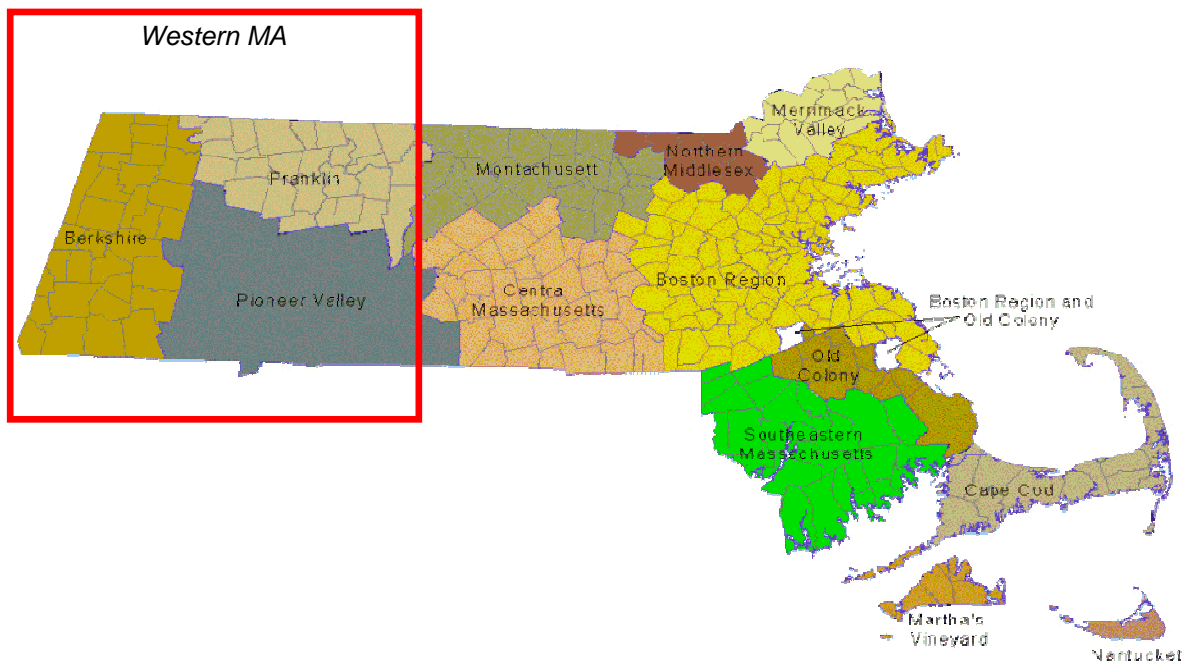 Western MA
Merrimack
Valley
Northern
Middlesex
Montachusett
Franklin
Berkshire
Pioneer Valley
Centra
Massachusetts
Boston Region
Boston Region and
Old Colony
Old
Colony
Southeastern
Massachusetts
Cape Cod
Martha's
Vineyard
Nantucket